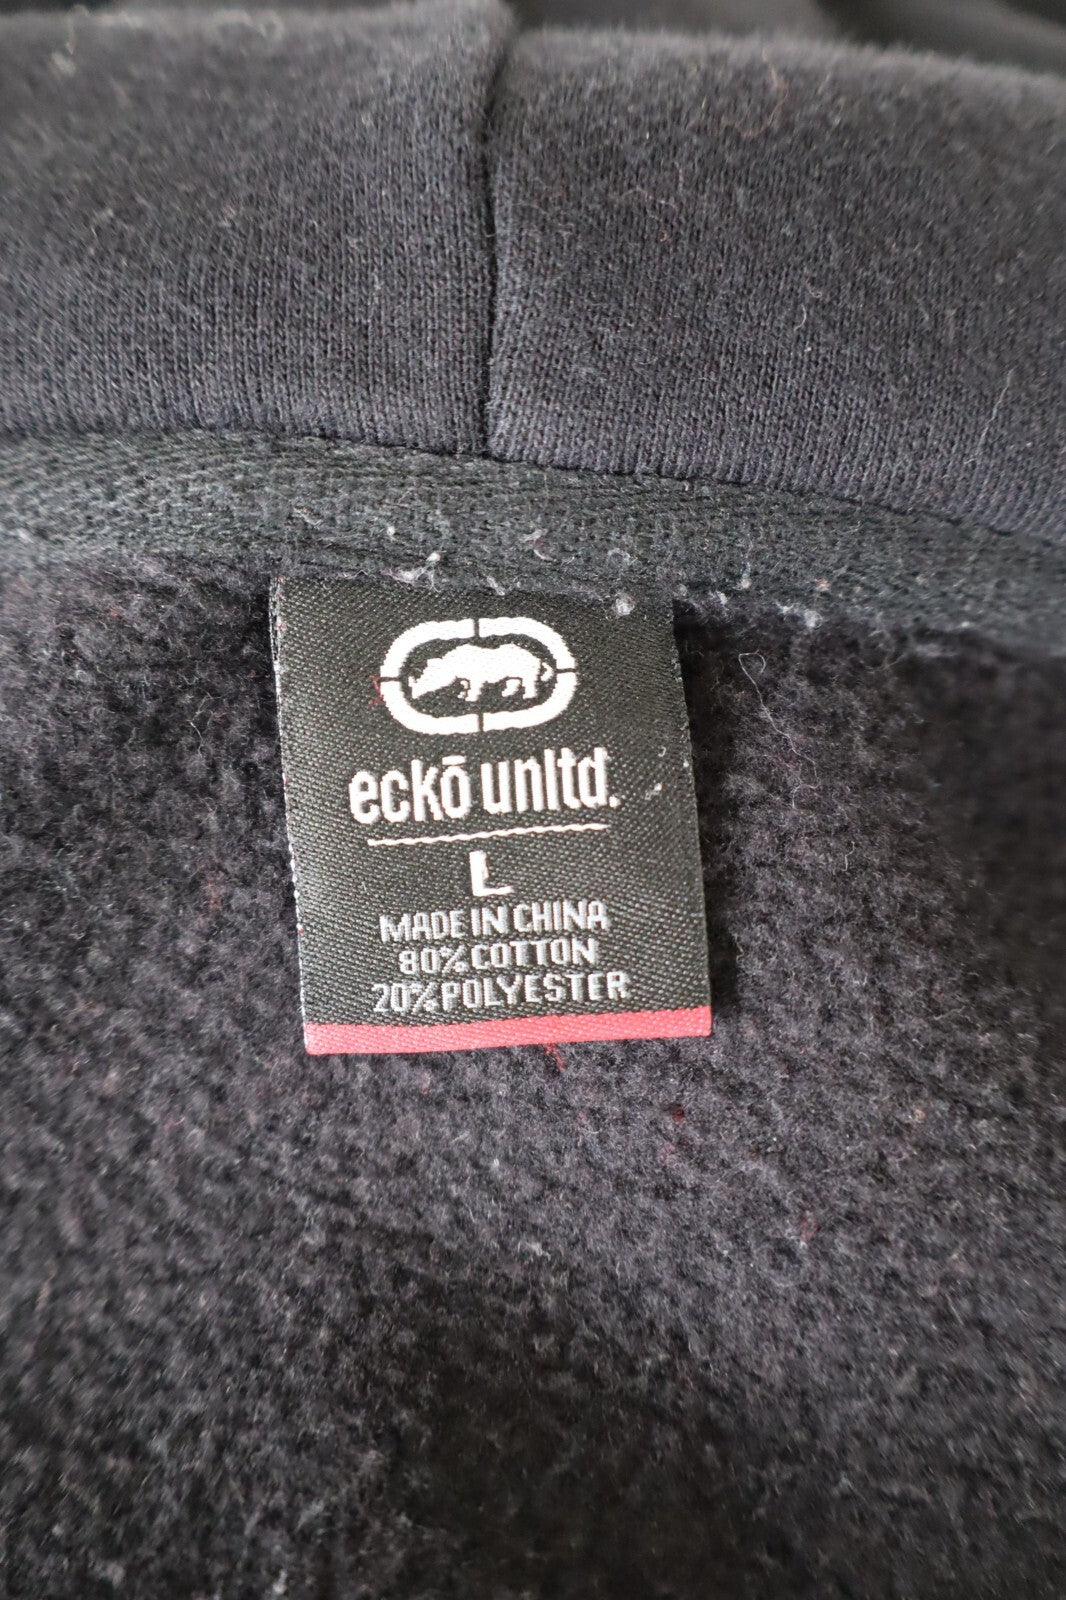 eckō unltd.
L
MADE IN CHINA
80% COTTON
20% POLYESTER